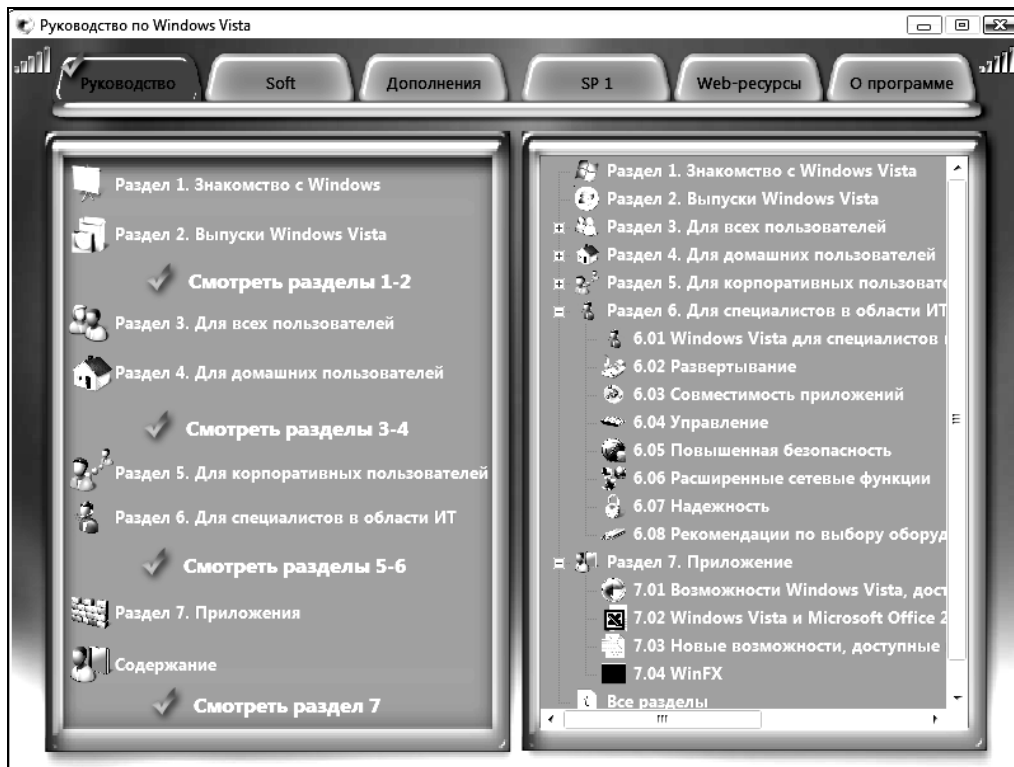 Руководство по Windows Vista
Руководство
Soft
Дополнения
SP 1
Web-ресурсы
О программе
Раздел 1. Знакомство с Windows
Раздел 2. Выпуски Windows Vista
Смотреть разделы 1-2
Раздел 3. Для всех пользователей
Раздел 4. Для домашних пользователей
Смотреть разделы 3-4
Раздел 5. Для корпоративных пользователей
Раздел 6. Для специалистов в области ИТ
Смотреть разделы 5-6
Раздел 7. Приложения
Содержание
Смотреть раздел 7
Раздел 1. Знакомство с Windows Vista
Раздел 2. Выпуски Windows Vista
Раздел 3. Для всех пользователей
Раздел 4. Для домашних пользователей
Раздел 5. Для корпоративных пользовате
Раздел 6. Для специалистов в области ИТ
6.01 Windows Vista для специалистов
6.02 Развертывание
6.03 Совместимость приложений
6.04 Управление
6.05 Повышенная безопасность
6.06 Расширенные сетевые функции
6.07 Надежность
6.08 Рекомендации по выбору оборуд
Раздел 7. Приложение
7.01 Возможности Windows Vista, дост
7.02 Windows Vista и Microsoft Office 2
7.03 Новые возможности, доступные
7.04 WinFX
Все разделы